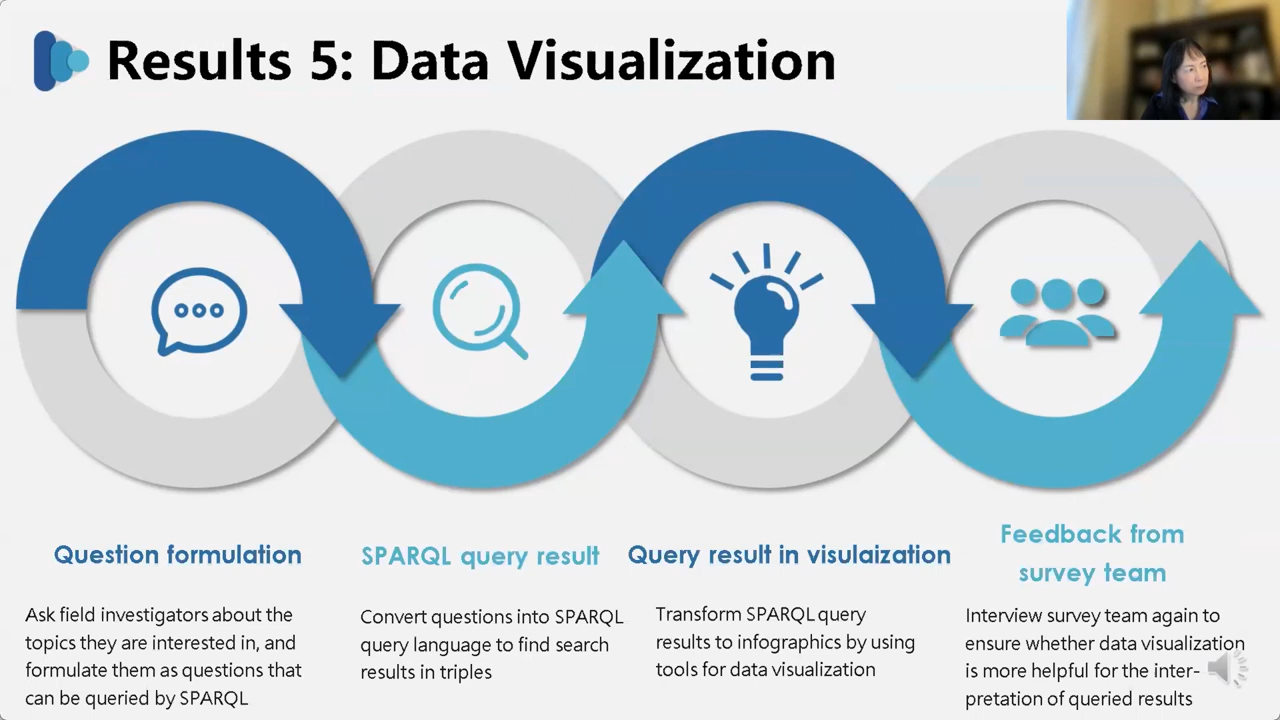 Results 5: Data Visualization
Question formulation
Ask field investigators about the
topics they are interested in, and
formulate them as questions that
can be queried by SPARQL
SPARQL query result
Convert questions into SPARQL
query language to find search
results in triples
Query result in visulaization
Transform SPARQL query
results to infographics by using
tools for data visualization
Feedback from
survey team
Interview survey team again to
ensure whether data visualization
is more helpful for the inter-
pretation of queried results